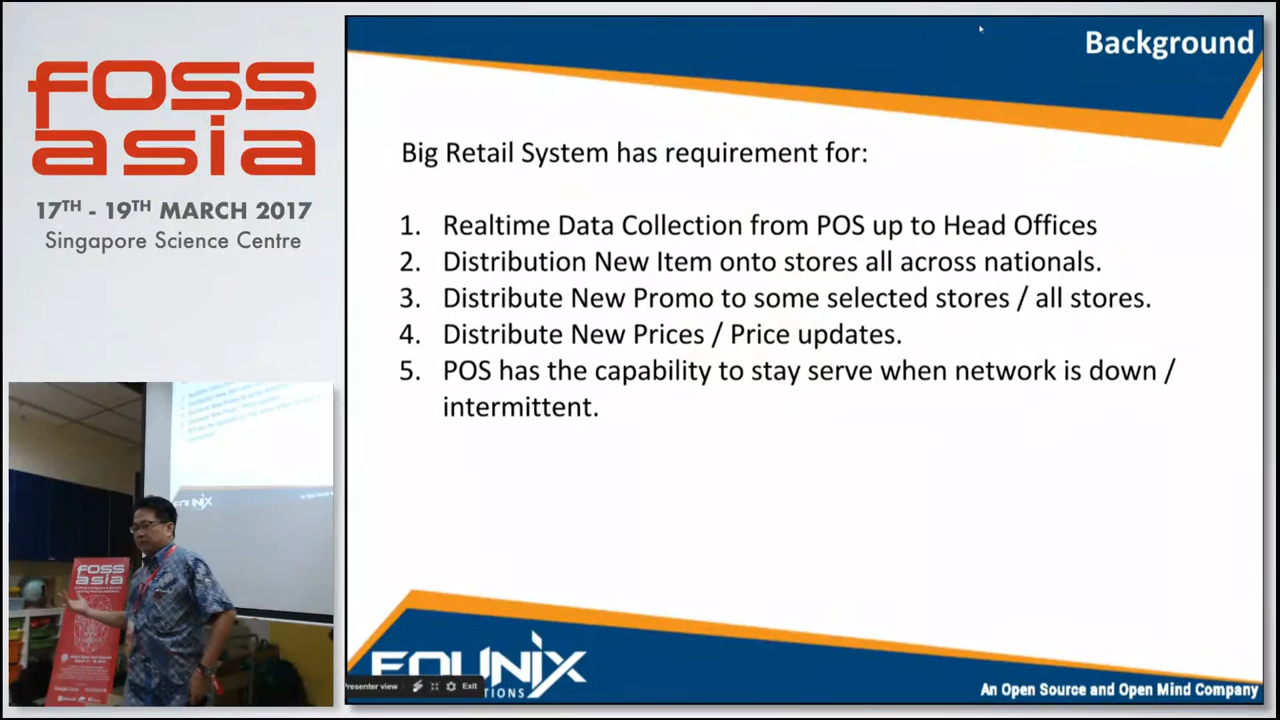 FOSS
asia
17TH - 19TH MARCH 2017
Singapore Science Centre
Background
Big Retail System has requirement for:
1. Realtime Data Collection from POS up to Head Offices
2. Distribution New Item onto stores all across nationals.
3. Distribute New Promo to some selected stores / all stores.
4. Distribute New Prices / Price updates.
5. POS has the capability to stay serve when network is down /
intermittent.
EQUNIX
An Open Source and Open Mind Company
Presenter view
Exit
FOSS
asia
EQUNIX